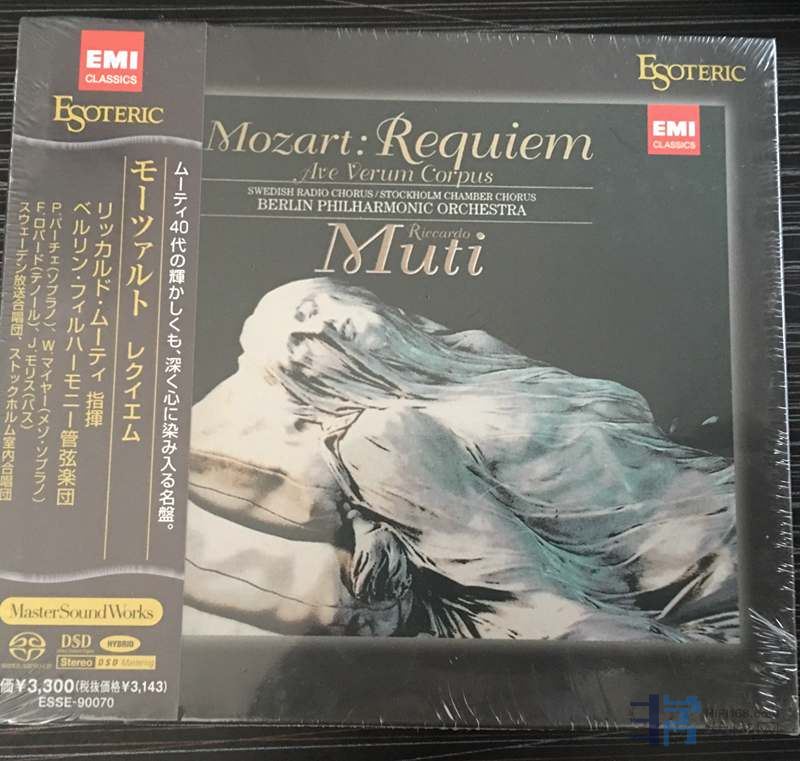 EMI
CLASSICS
ESOTERIC
ムーティ40代の輝かしくも、深く心に染み入る名盤。
モーツァルト レクイエム
リッカルド・ムーティ 指揮
ベルリン・フィルハーモニー管弦楽団
P.パーチェ(ソプラノ)、W.マイヤー(メゾ・ソプラノ)
F.ロパード(テノール)、J.モリス(バス)
スウェーデン放送合唱団、ストックホルム室内合唱団
MasterSoundWorks
DSD
HYBRID
Stereo DSD Mastering
価¥3,300(税抜価格¥3,143)
ESSE-90070
ESOTERIC
EMI
CLASSICS
Mozart: Requiem
Ave Verum Corpus
SWEDISH RADIO CHORUS/STOCKHOLM CHAMBER CHORUS
BERLIN PHILHARMONIC ORCHESTRA
Riccardo
Muti